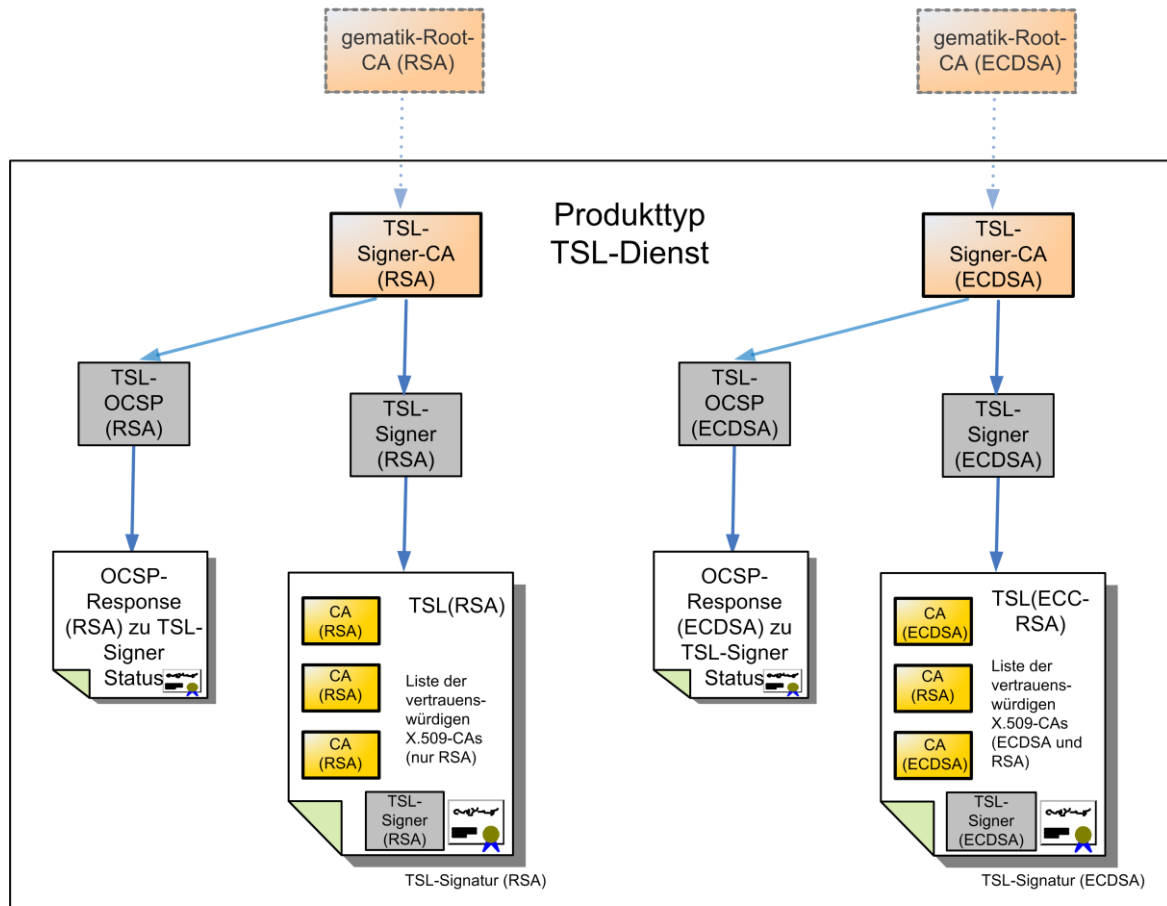 gematik-Root-
CA (RSA)
gematik-Root-
CA (ECDSA)
Produkttyp
TSL-Dienst
TSL-
Signer-CA
(RSA)
TSL-
Signer-CA
(ECDSA)
TSL-
OCSP
(RSA)
TSL-
Signer
(RSA)
TSL-
OCSP
(ECDSA)
TSL-
Signer
(ECDSA)
OCSP-
Response
(RSA) zu TSL-
Signer
Status
TSL(RSA)
CA
(RSA)
CA
(RSA)
CA
(RSA)
Liste der
vertrauens-
würdigen
X.509-CAs
(nur RSA)
TSL-
Signer
(RSA)
TSL-Signatur (RSA)
OCSP-
Response
(ECDSA) zu
TSL-Signer
Status
TSL(ECC-
RSA)
CA
(ECDSA)
CA
(RSA)
CA
(ECDSA)
Liste der
vertrauens-
würdigen
X.509-CAs
(ECDSA und
RSA)
TSL-
Signer
(ECDSA)
TSL-Signatur (ECDSA)